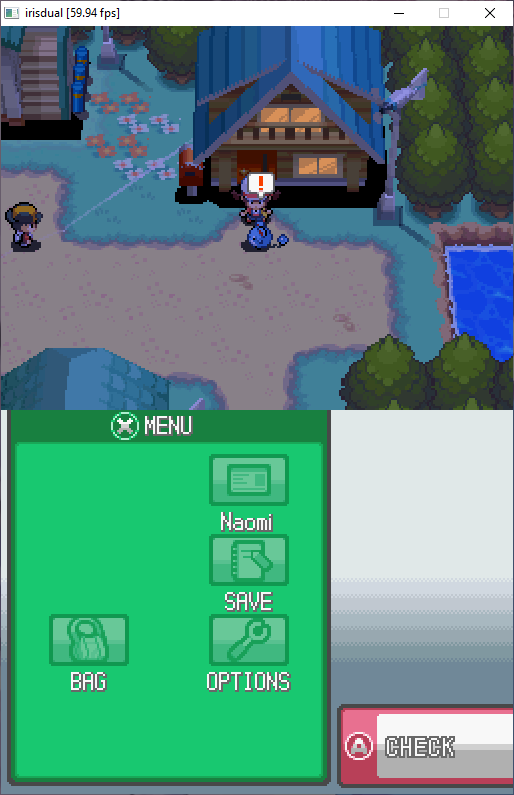 irisdual [59.94 fps]
!
X MENU
Naomi
SAVE
BAG
OPTIONS
A CHECK